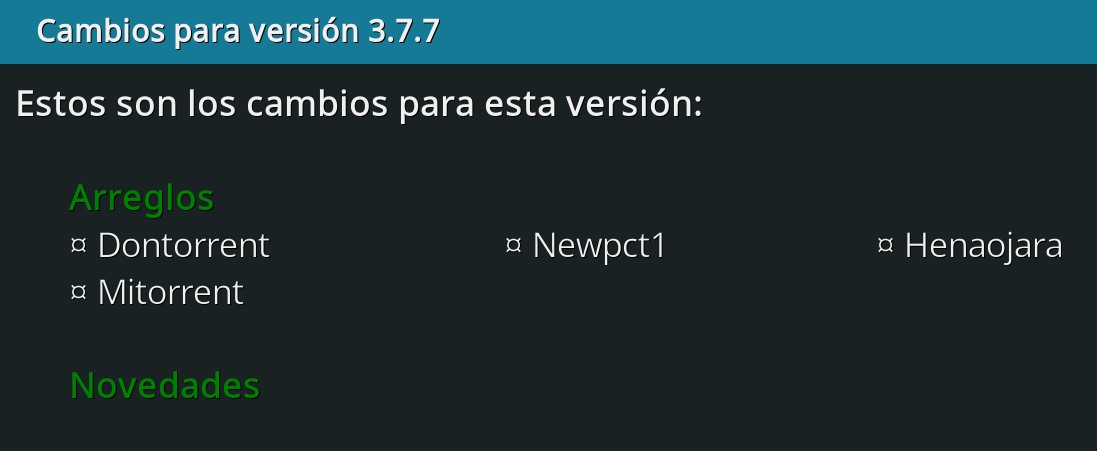 Cambios para versión 3.7.7
Estos son los cambios para esta versión:
Arreglos
¤ Dontorrent ¤ Newpct1 ¤ Henaojara
¤ Mitorrent
Novedades